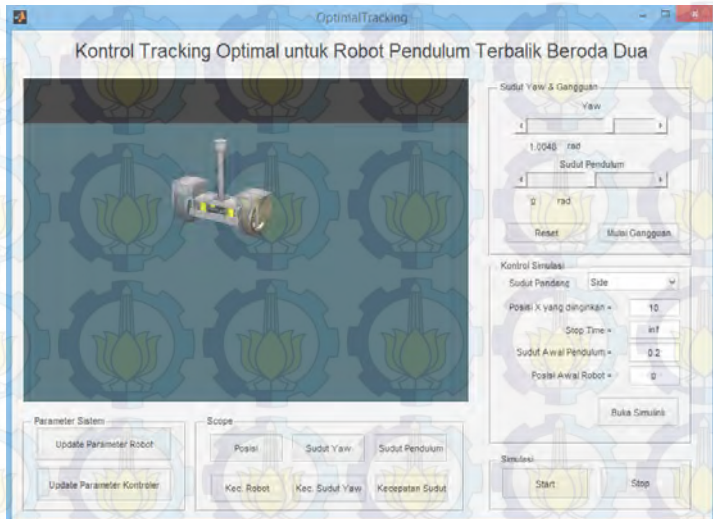 OptimalTracking
Kontrol Tracking Optimal untuk Robot Pendulum Terbalik Beroda Dua
Sudut Yaw & Gangguan
Yaw
1.0048 rad
Sudut Pendulum
0 rad
Reset
Mulai Gangguan
Kontrol Simulasi
Sudut Pandang Side
Posisi X yang diinginkan = 10
Stop Time = inf
Sudut Awal Pendulum = 0.2
Posisi Awal Robot = 0
Buka Simulink
Parameter Sistem
Update Parameter Robot
Update Parameter Kontroler
Scope
Posisi
Sudut Yaw
Sudut Pendulum
Kec. Robot
Kec. Sudut Yaw
Kecepatan Sudut
Simulasi
Start
Stop